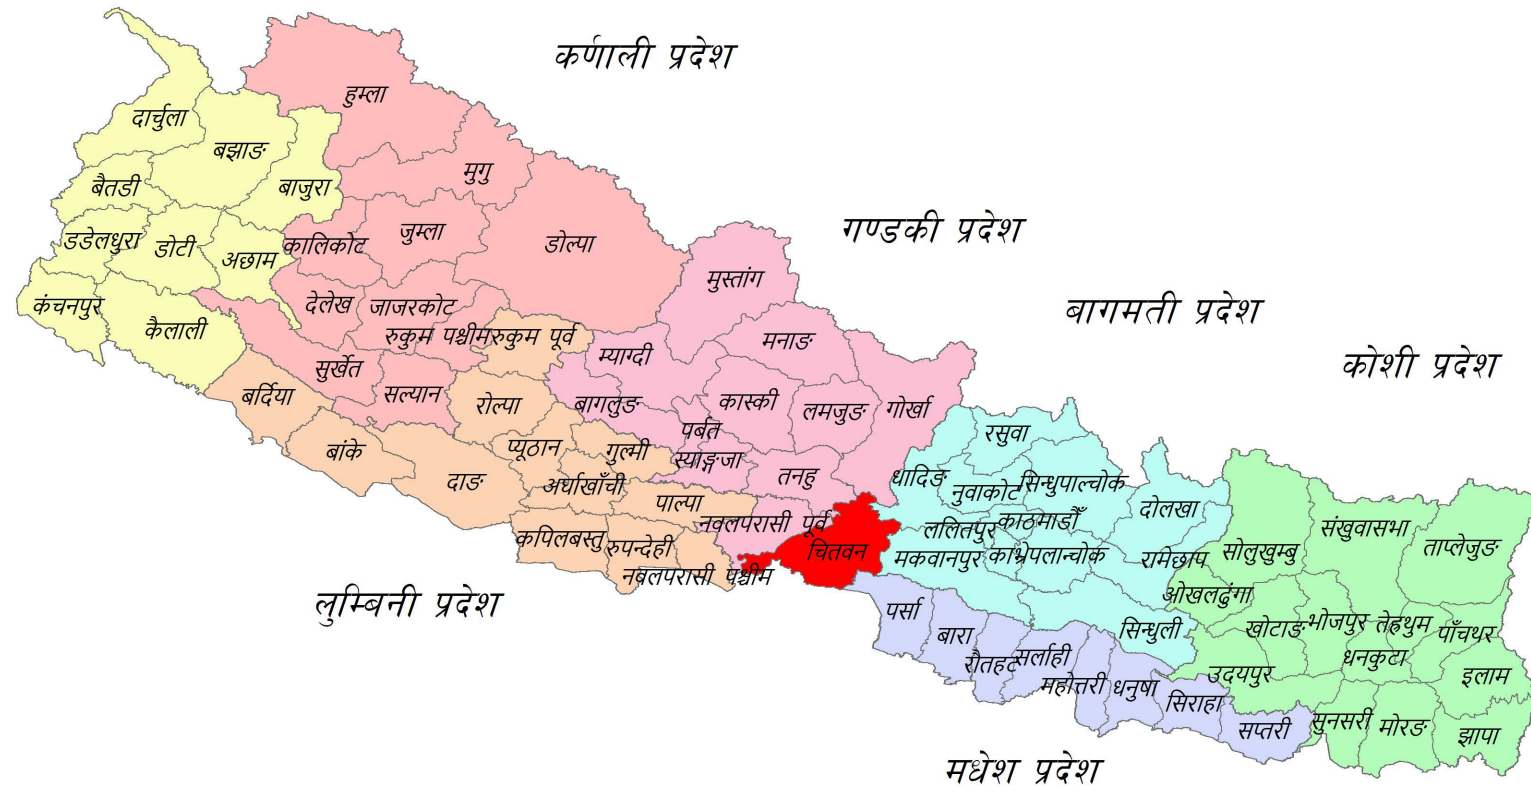 कर्णाली प्रदेश
हुम्ला
दार्चुला
बझाङ
मुगु
बैतडी
बाजुरा
गण्डकी प्रदेश
जुम्ला
डडेलधुरा
डोटी
अछाम
कालिकोट
डोल्पा
मुस्तांग
बागमती प्रदेश
कंचनपुर
कैलाली
देलेख
जाजरकोट
रुकुम पश्चीम
रुकुम पूर्व
मनाङ
म्याग्दी
कोशी प्रदेश
सुर्खेत
सल्यान
बर्दिया
रोल्पा
बागलुङ
कास्की
लमजुङ
गोर्खा
पर्बत
रसुवा
बांके
प्यूठान
गुल्मी
स्याङ्गजा
तनहु
धादिङ
नुवाकोट
सिन्धुपाल्चोक
दाङ
अर्घाखाँची
पाल्पा
दोलखा
नवलपरासी पूर्व
ललितपुर
काठमाडौँ
संखुवासभा
कपिलबस्तु
रुपन्देही
चितवन
मकवानपुर
काभ्रेपलान्चोक
रामेछाप
सोलुखुम्बु
ताप्लेजुङ
नबलपरासी पश्चीम
लुम्बिनी प्रदेश
ओखलढुंगा
पर्सा
बारा
सिन्धुली
खोटाङ
भोजपुर
तेह्रथुम
पाँचथर
रौतहट
सर्लाही
धनकुटा
महोत्तरी
धनुषा
उदयपुर
इलाम
सिराहा
सप्तरी
सुनसरी
मोरङ
झापा
मधेश प्रदेश